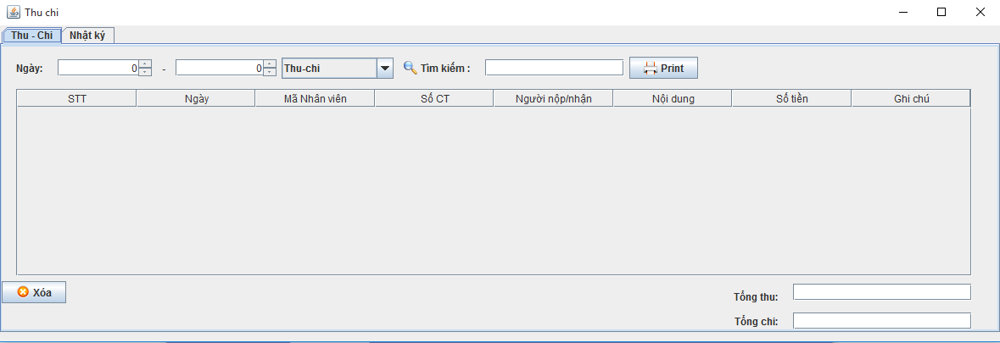 Thu chi
Thu - Chi Nhật ký
Ngày: 0 - 0 Thu-chi Tìm kiếm : Print
STT Ngày Mã Nhân viên Số CT Người nộp/nhận Nội dung Số tiền Ghi chú
Xóa
Tổng thu:
Tổng chi: